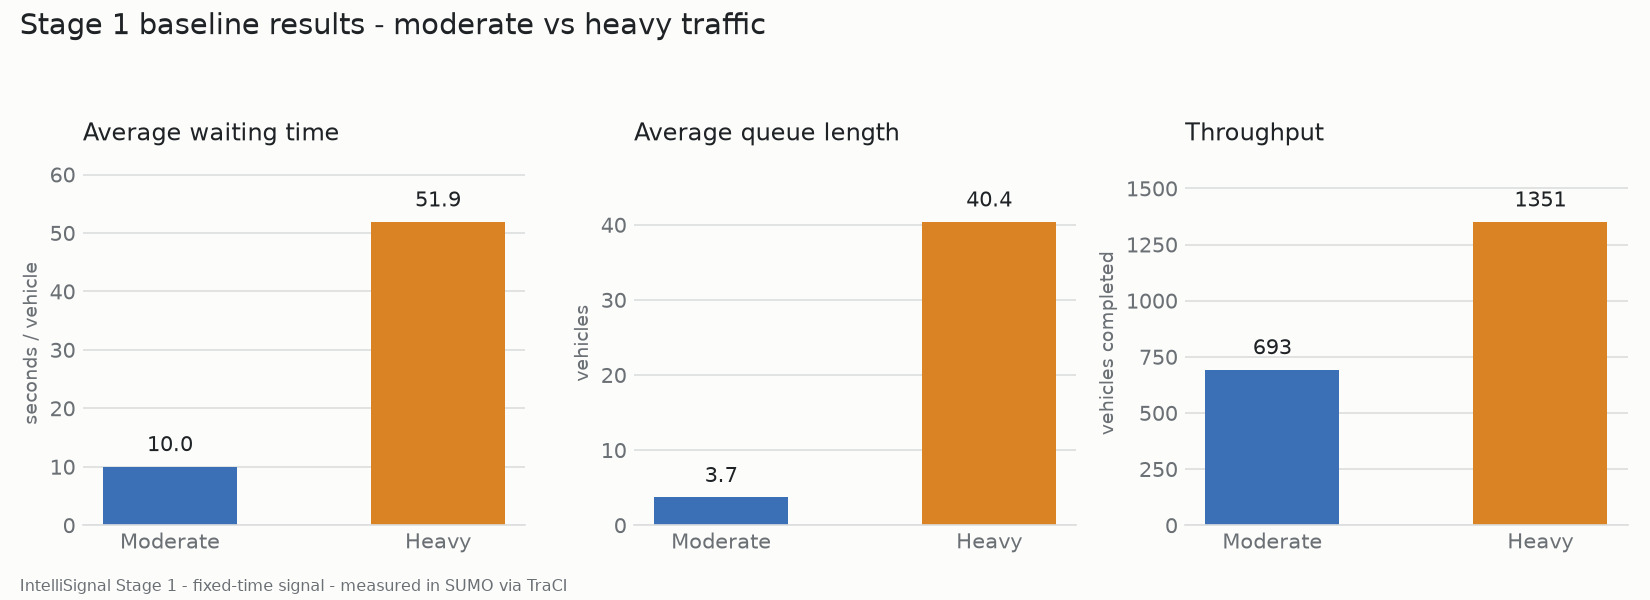 Stage 1 baseline results - moderate vs heavy traffic
Average waiting time
60
50
40
30
20
10
0
seconds / vehicle
10.0
51.9
Moderate
Heavy
Average queue length
40
30
20
10
0
vehicles
3.7
40.4
Moderate
Heavy
Throughput
1500
1250
1000
750
500
250
0
vehicles completed
693
1351
Moderate
Heavy
IntelliSignal Stage 1 - fixed-time signal - measured in SUMO via TraCI